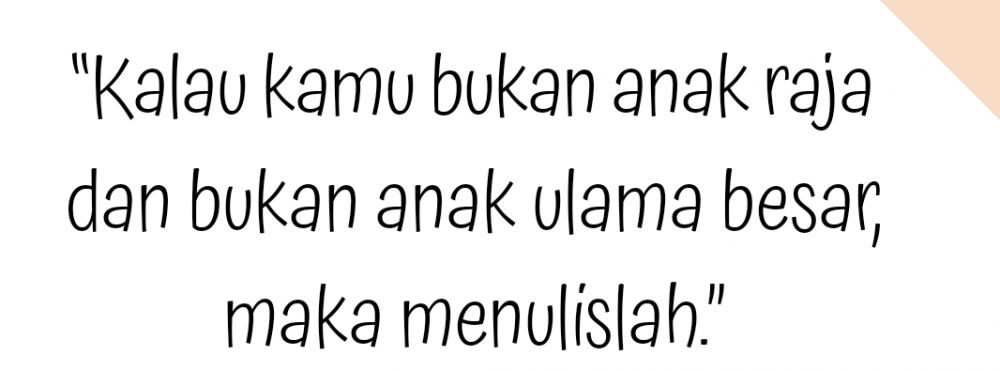 "Kalau kamu bukan anak raja
dan bukan anak ulama besar,
maka menulislah."